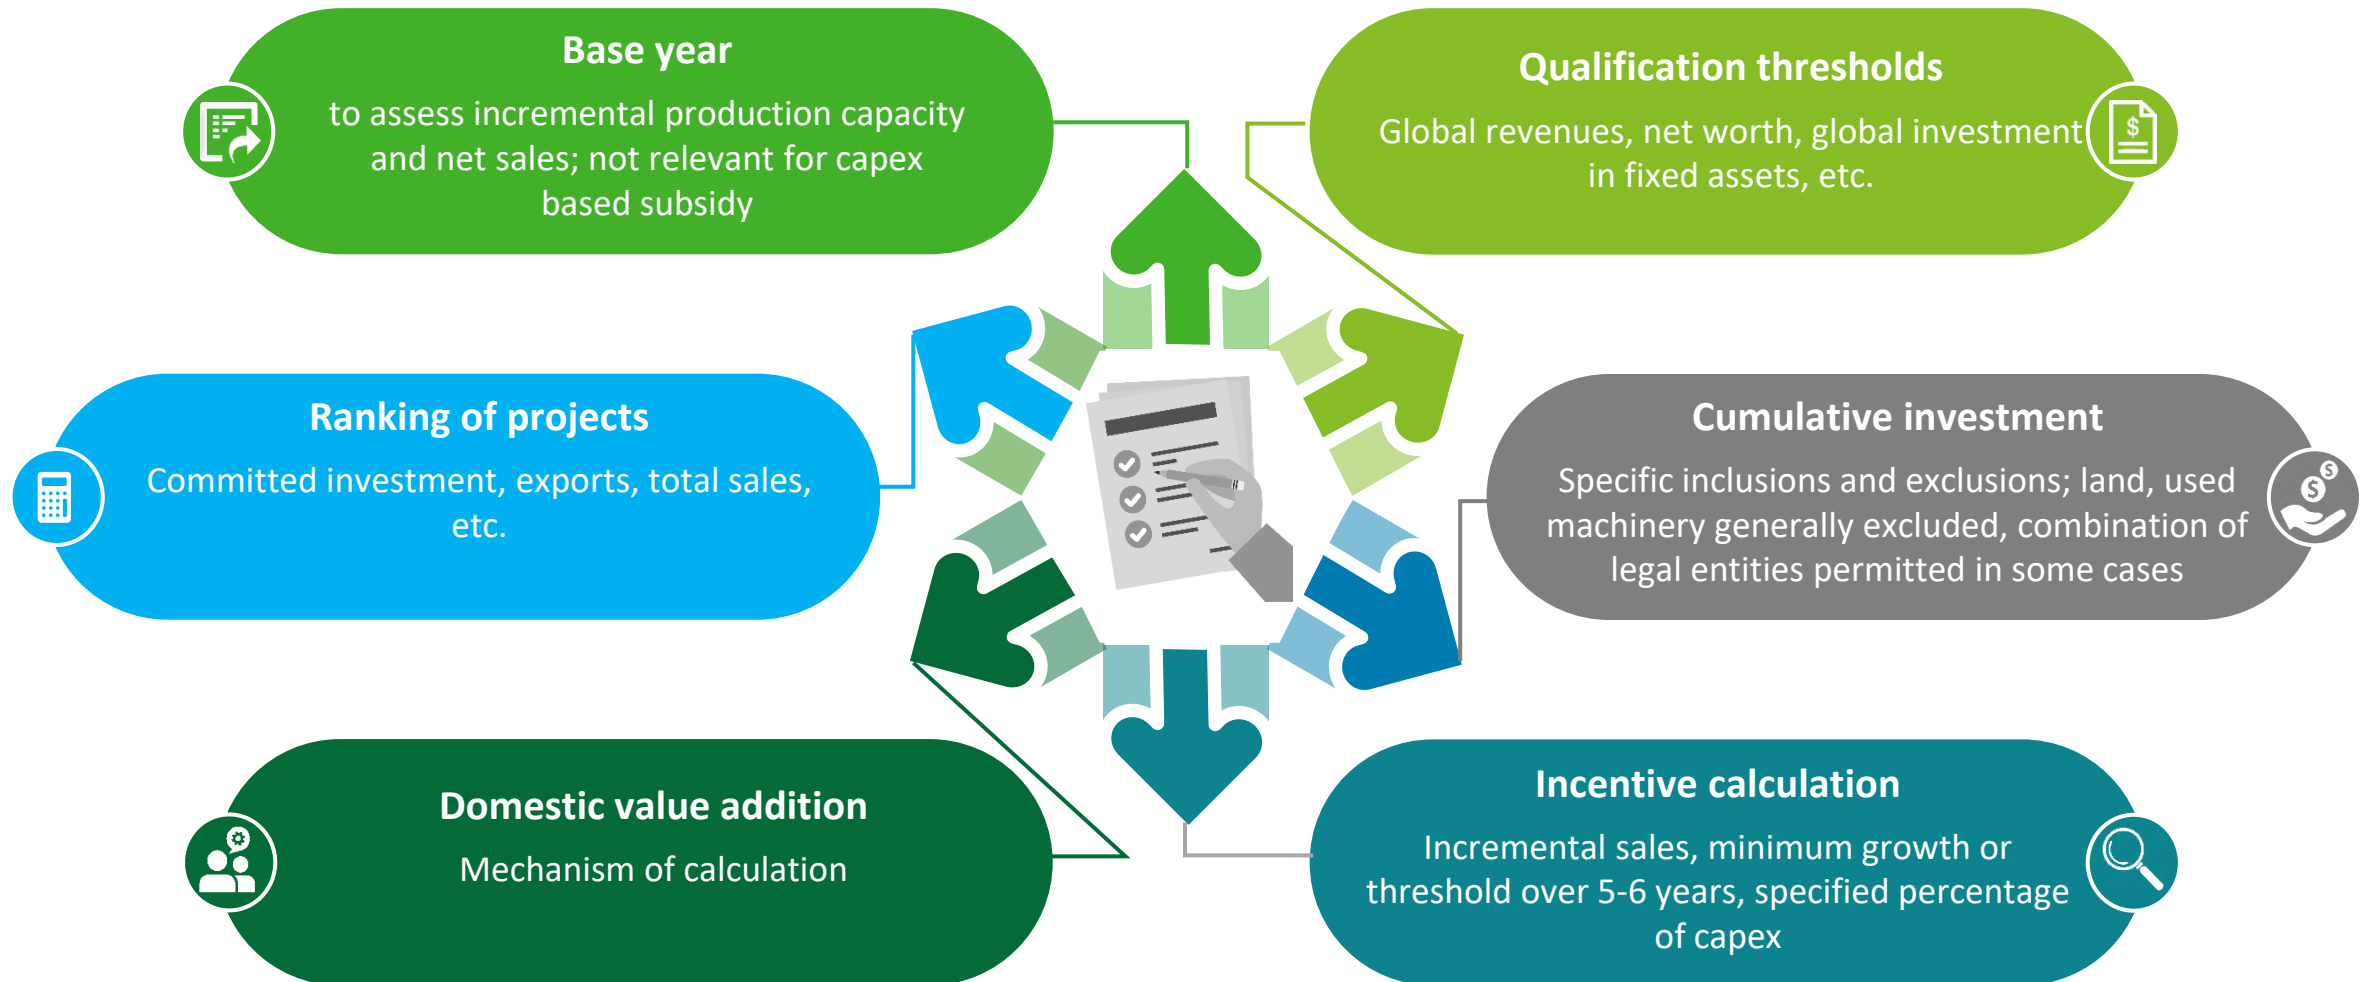 Base year
to assess incremental production capacity
and net sales; not relevant for capex
based subsidy
Qualification thresholds
Global revenues, net worth, global investment
in fixed assets, etc.
$
Ranking of projects
Committed investment, exports, total sales,
etc.
Cumulative investment
Specific inclusions and exclusions; land, used
machinery generally excluded, combination of
legal entities permitted in some cases
$
$
Domestic value addition
Mechanism of calculation
Incentive calculation
Incremental sales, minimum growth or
threshold over 5-6 years, specified percentage
of capex